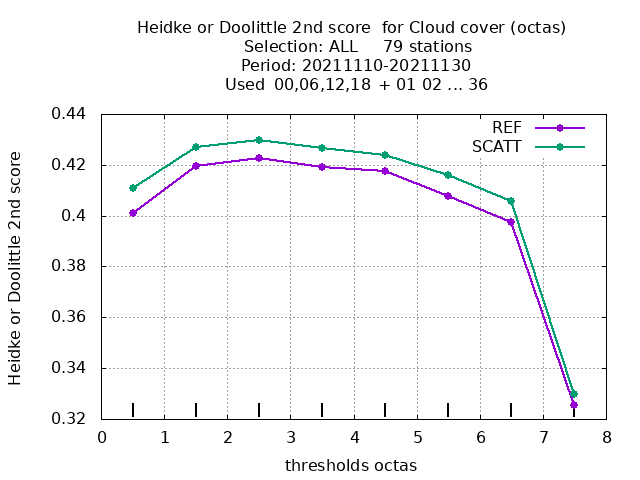 Heidke or Doolittle 2nd score  for Cloud cover (octas)
Selection: ALL     79 stations
Period: 20211110-20211130
Used  00,06,12,18 + 01 02 ... 36
REF
SCATT
0.44
0.42
0.4
0.38
0.36
0.34
0.32
Heidke or Doolittle 2nd score
0 1 2 3 4 5 6 7 8
thresholds octas